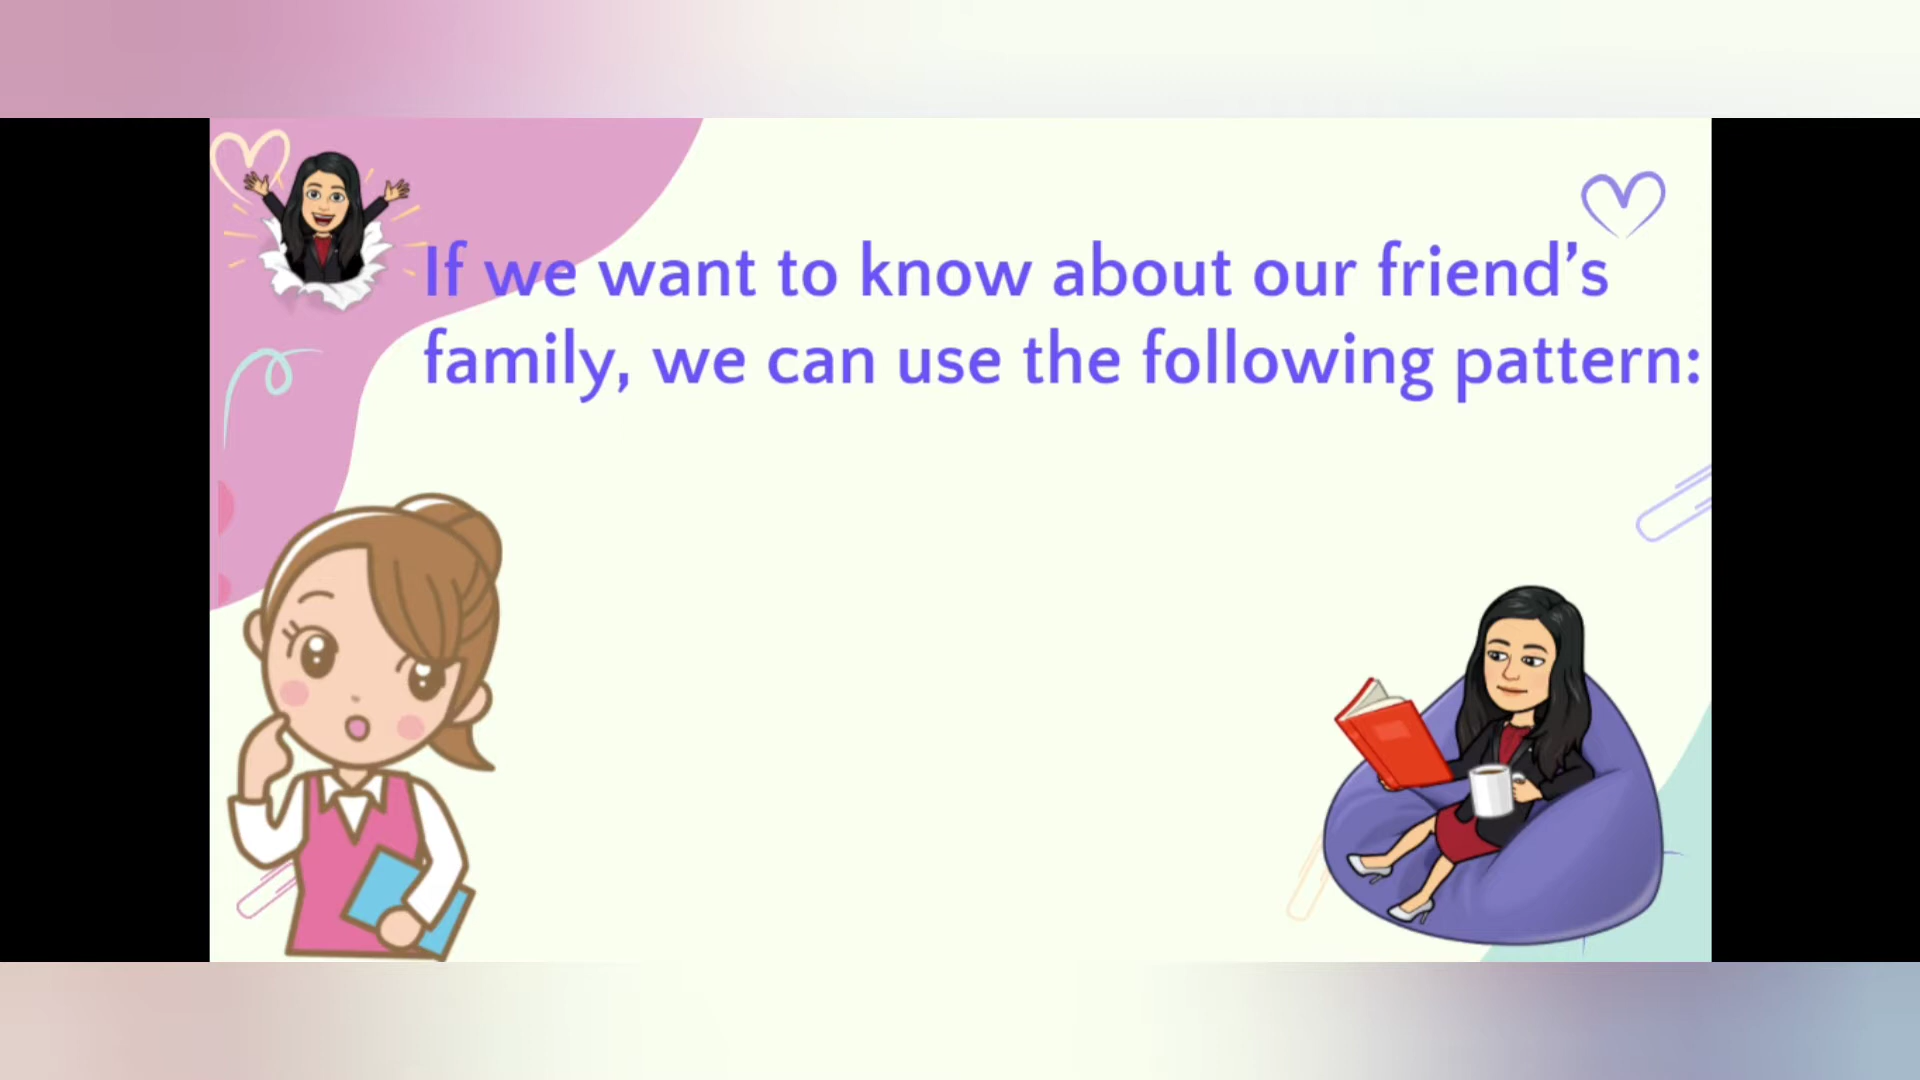 If we want to know about our friend’s
family, we can use the following pattern: